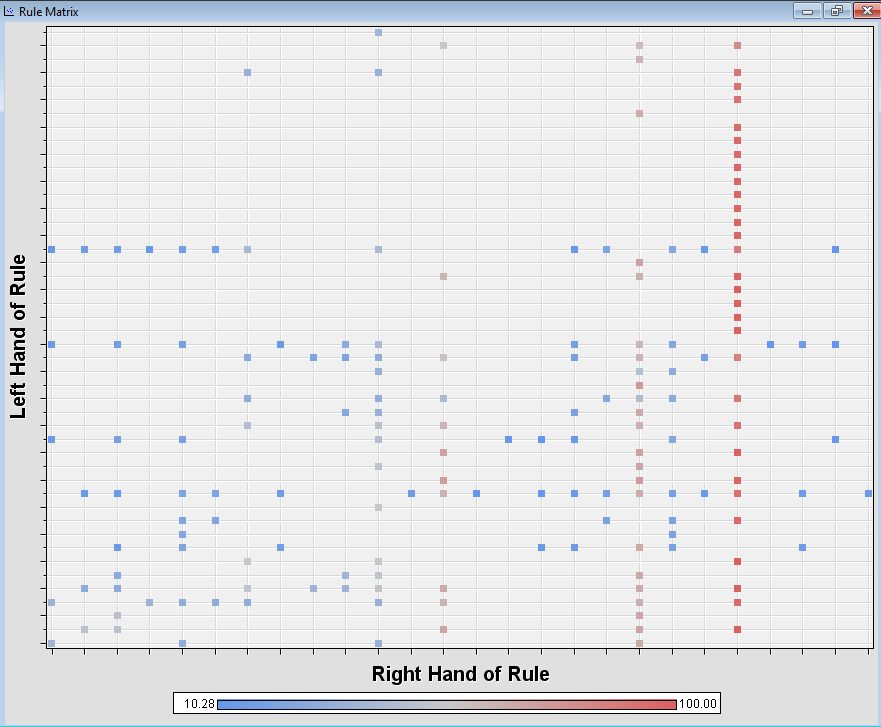 Rule Matrix
Left Hand of Rule
Right Hand of Rule
10.28 100.00